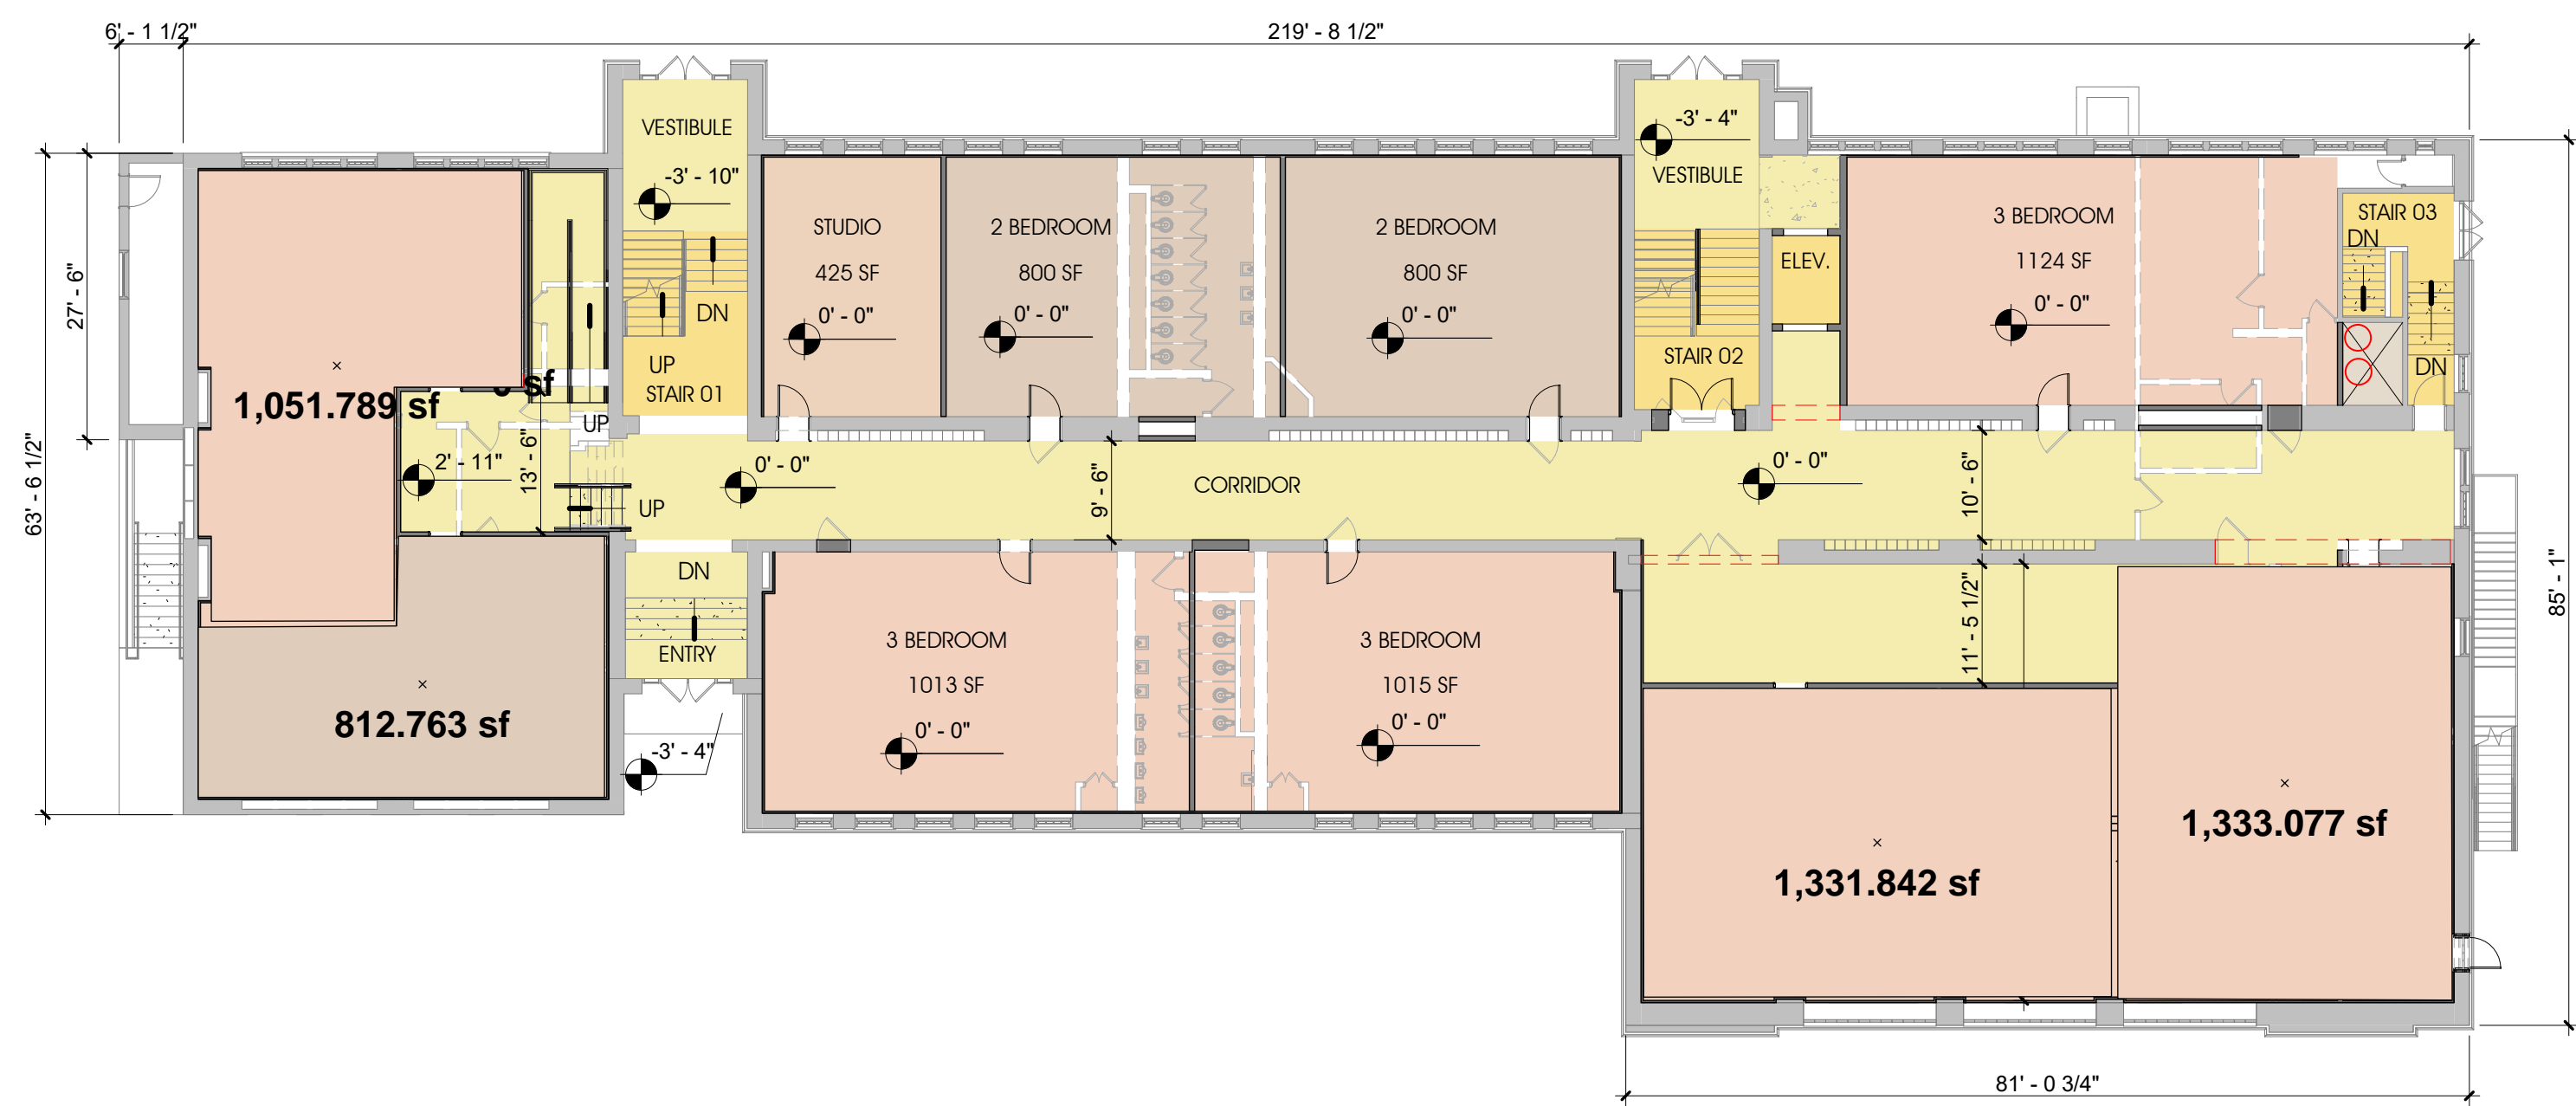 6' - 1 1/2"
219' - 8 1/2"
VESTIBULE
-3' - 10"
-3' - 4"
VESTIBULE
27' - 6"
63' - 6 1/2"
STUDIO
425 SF
0' - 0"
2 BEDROOM
800 SF
0' - 0"
2 BEDROOM
800 SF
0' - 0"
ELEV.
3 BEDROOM
1124 SF
0' - 0"
STAIR 03
DN
DN
DN
UP
STAIR 01
STAIR 02
1,051.789 sf
sf
UP
2' - 11"
13' - 6"
UP
0' - 0"
9' - 6"
CORRIDOR
0' - 0"
10' - 6"
85' - 1"
DN
ENTRY
-3' - 4"
812.763 sf
3 BEDROOM
1013 SF
0' - 0"
3 BEDROOM
1015 SF
0' - 0"
11' - 5 1/2"
1,331.842 sf
1,333.077 sf
81' - 0 3/4"